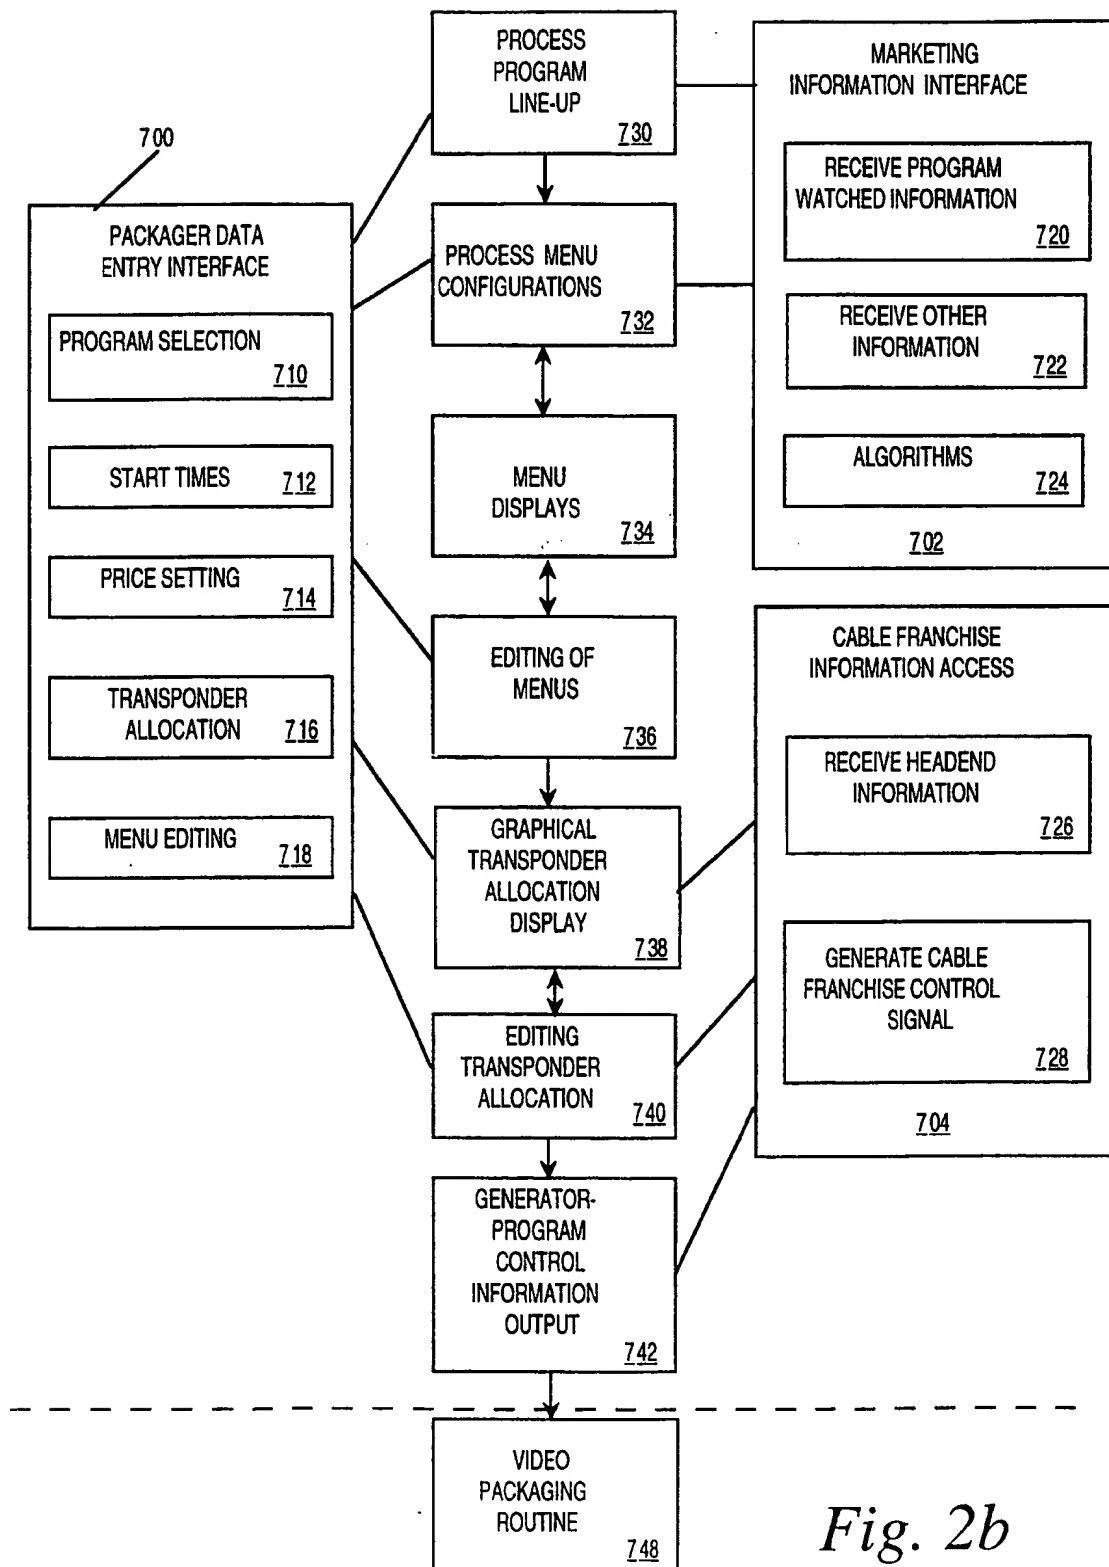 700
PACKAGER DATA
ENTRY INTERFACE
PROGRAM SELECTION
710
START TIMES 712
PRICE SETTING
714
TRANSPONDER
ALLOCATION 716
MENU EDITING 718
PROCESS
PROGRAM
LINE-UP
730
PROCESS MENU
CONFIGURATIONS
732
MENU
DISPLAYS
734
EDITING OF
MENUS
736
GRAPHICAL
TRANSPONDER
ALLOCATION
DISPLAY
738
EDITING
TRANSPONDER
ALLOCATION 740
GENERATOR-
PROGRAM
CONTROL
INFORMATION
OUTPUT
742
VIDEO
PACKAGING
ROUTINE
748
MARKETING
INFORMATION INTERFACE
RECEIVE PROGRAM
WATCHED INFORMATION
720
RECEIVE OTHER
INFORMATION
722
ALGORITHMS
724
702
CABLE FRANCHISE
INFORMATION ACCESS
RECEIVE HEADEND
INFORMATION
726
GENERATE CABLE
FRANCHISE CONTROL
SIGNAL
728
704
Fig. 2b